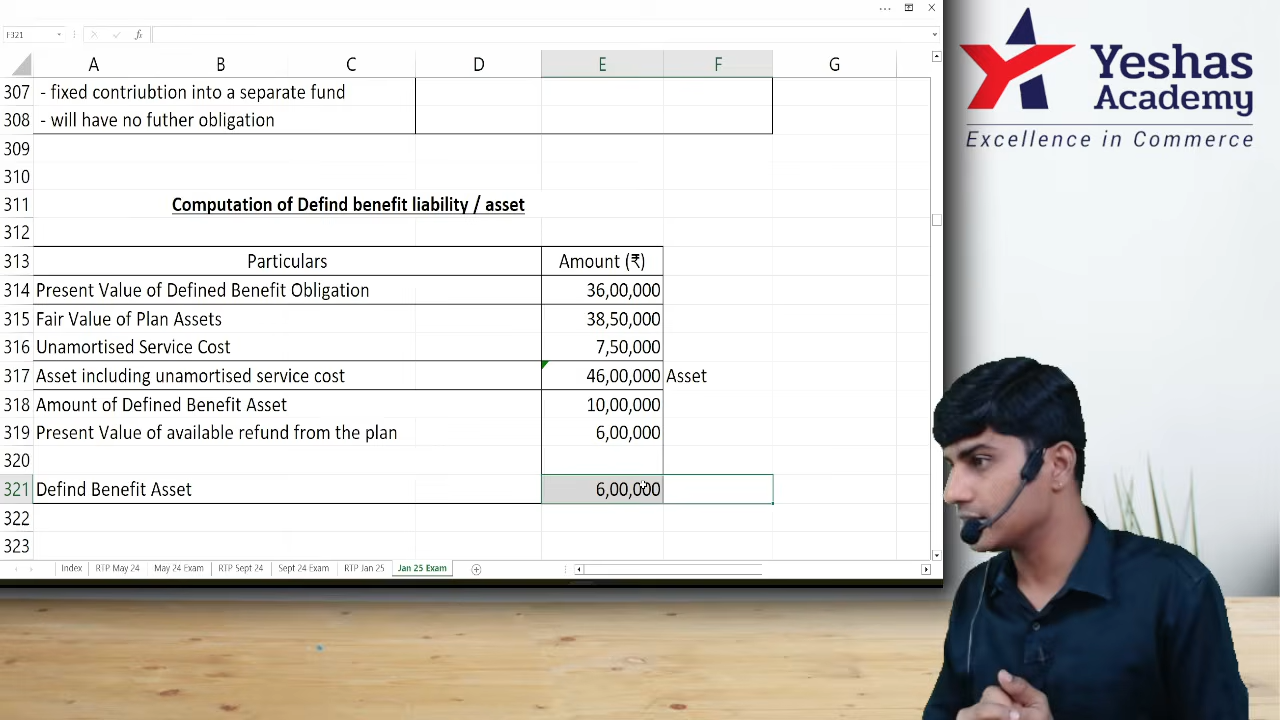 F321
fx
A B C D E F G
307 - fixed contriubtion into a separate fund
308 - will have no futher obligation
309
310
311 Computation of Defind benefit liability / asset
312
313 Particulars Amount (₹)
314 Present Value of Defined Benefit Obligation 36,00,000
315 Fair Value of Plan Assets 38,50,000
316 Unamortised Service Cost 7,50,000
317 Asset including unamortised service cost 46,00,000 Asset
318 Amount of Defined Benefit Asset 10,00,000
319 Present Value of available refund from the plan 6,00,000
320
321 Defind Benefit Asset 6,00,000
322
323
Index RTP May 24 May 24 Exam RTP Sept 24 Sept 24 Exam RTP Jan 25 Jan 25 Exam
Yeshas
Academy
Excellence in Commerce